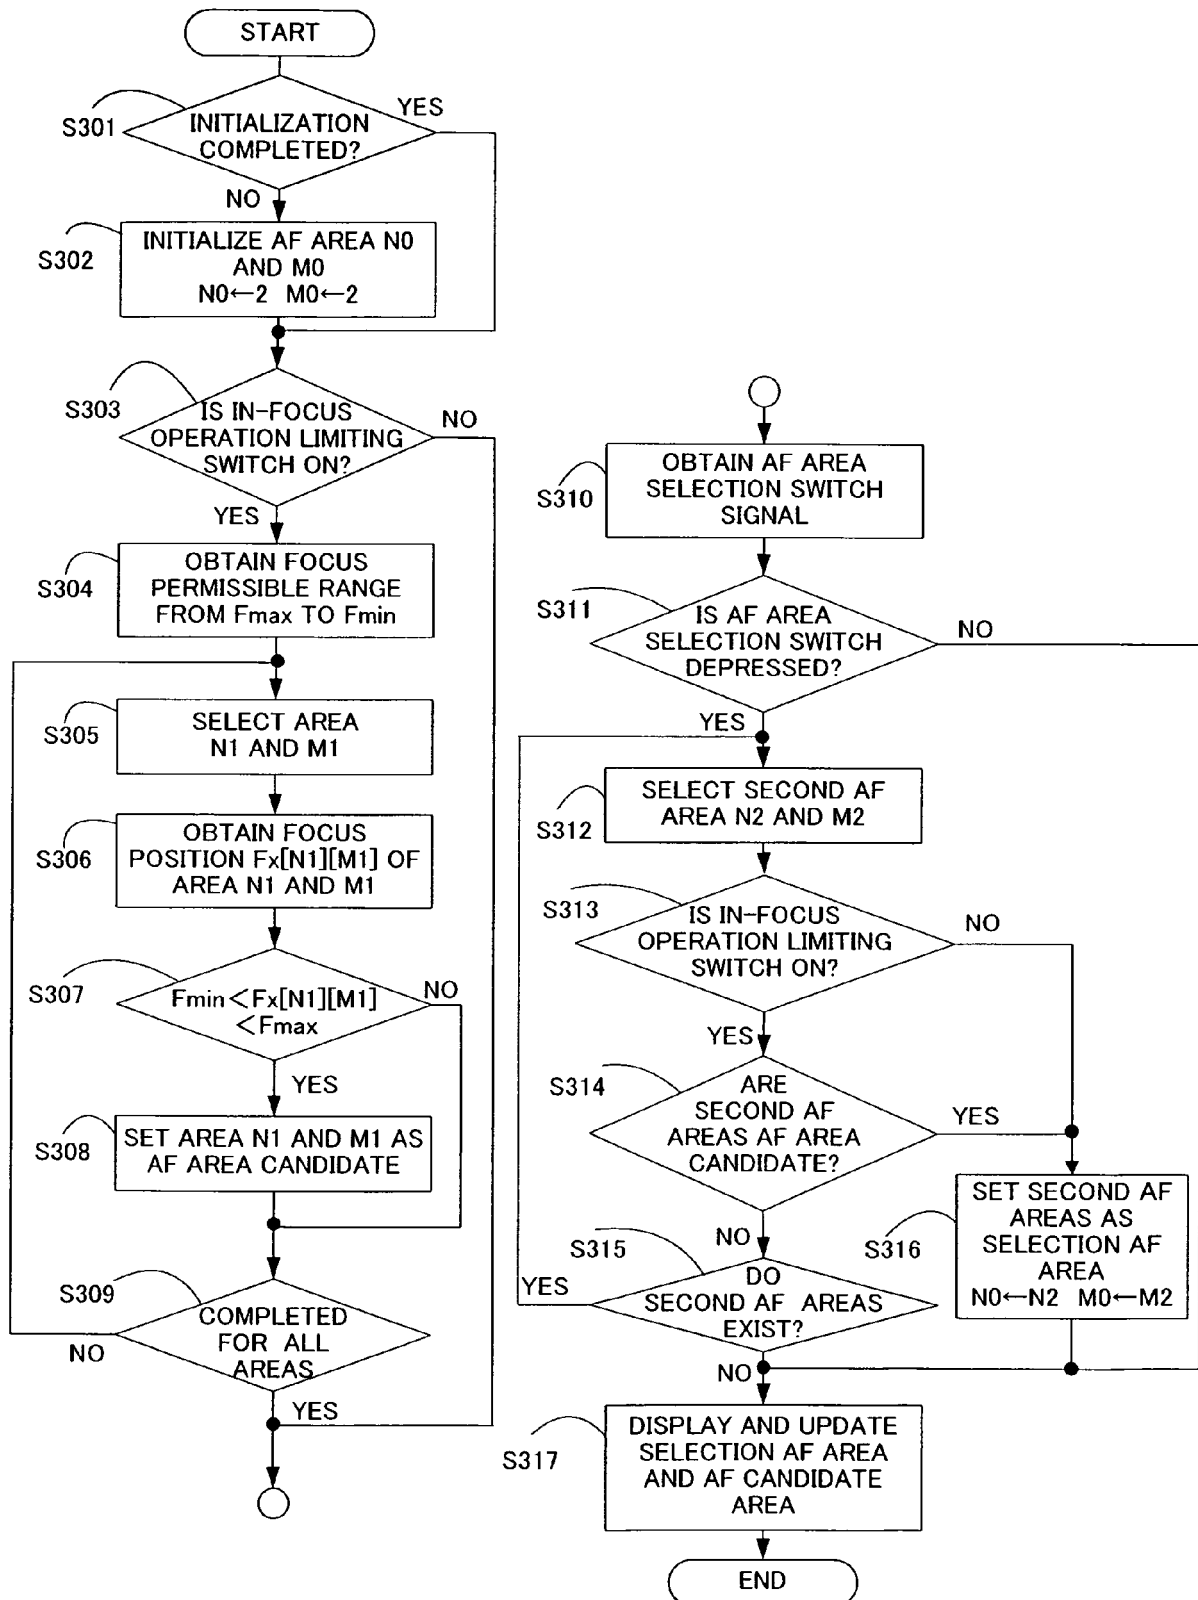 START
S301
INITIALIZATION
COMPLETED?
YES
NO
S302
INITIALIZE AF AREA N0
AND M0
N0←2 M0←2
S303
IS IN-FOCUS
OPERATION LIMITING
SWITCH ON?
NO
YES
S304
OBTAIN FOCUS
PERMISSIBLE RANGE
FROM Fmax TO Fmin
S305
SELECT AREA
N1 AND M1
S306
OBTAIN FOCUS
POSITION Fx[N1][M1] OF
AREA N1 AND M1
S307
Fmin<Fx[N1][M1]
<Fmax
NO
YES
S308
SET AREA N1 AND M1 AS
AF AREA CANDIDATE
S309
COMPLETED
FOR ALL
AREAS
NO
YES
S310
OBTAIN AF AREA
SELECTION SWITCH
SIGNAL
S311
IS AF AREA
SELECTION SWITCH
DEPRESSED?
NO
YES
S312
SELECT SECOND AF
AREA N2 AND M2
S313
IS IN-FOCUS
OPERATION LIMITING
SWITCH ON?
NO
YES
S314
ARE
SECOND AF
AREAS AF AREA
CANDIDATE?
YES
NO
S315
DO
SECOND AF AREAS
EXIST?
YES
NO
S316
SET SECOND AF
AREAS AS
SELECTION AF
AREA
N0←N2 M0←M2
S317
DISPLAY AND UPDATE
SELECTION AF AREA
AND AF CANDIDATE
AREA
END